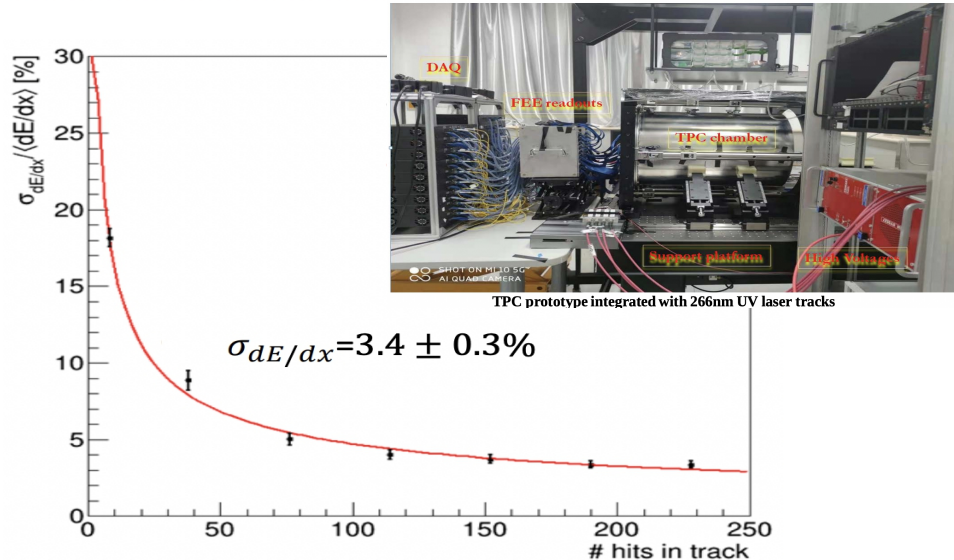 σ_dE/dx/⟨dE/dx⟩ [%]
30
25
20
15
10
5
0
0 50 100 150 200 250
# hits in track
σ_dE/dx=3.4 ± 0.3%
DAQ
FEE readouts
TPC chamber
Support platform
High Voltages
SHOT ON MI 10 5G
AI QUAD CAMERA
TPC prototype integrated with 266nm UV laser tracks